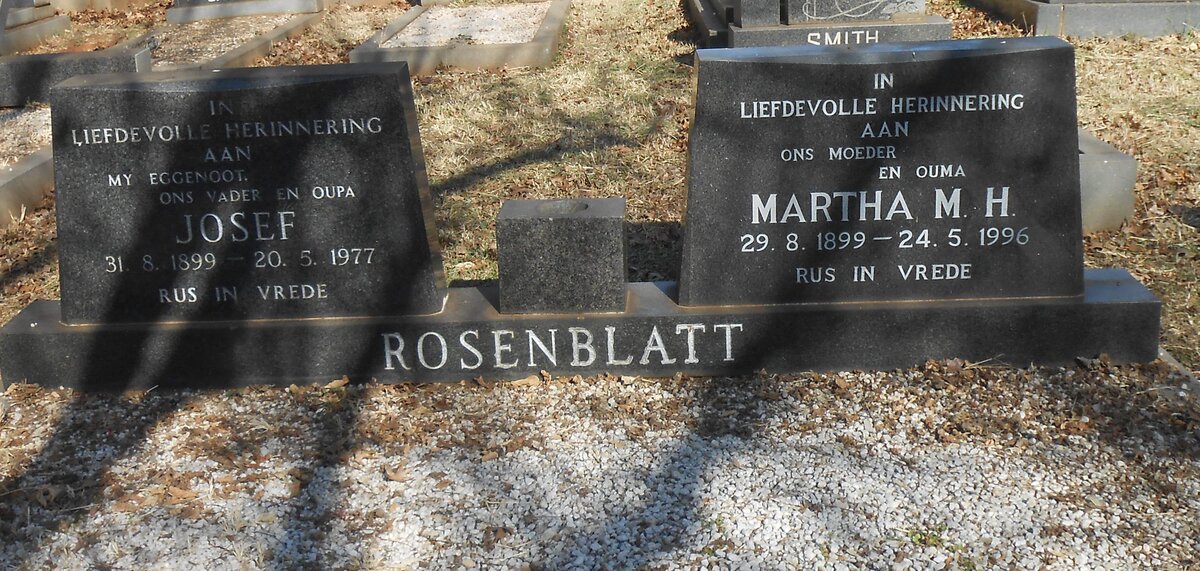 SMITH
IN
LIEFDEVOLLE HERINNERING
AAN
MY EGGENOOT,
ONS VADER EN OUPA
JOSEF
31. 8. 1899 — 20. 5. 1977
RUS IN VREDE
IN
LIEFDEVOLLE HERINNERING
AAN
ONS MOEDER
EN OUMA
MARTHA M. H.
29. 8. 1899 — 24. 5. 1996
RUS IN VREDE
ROSENBLATT